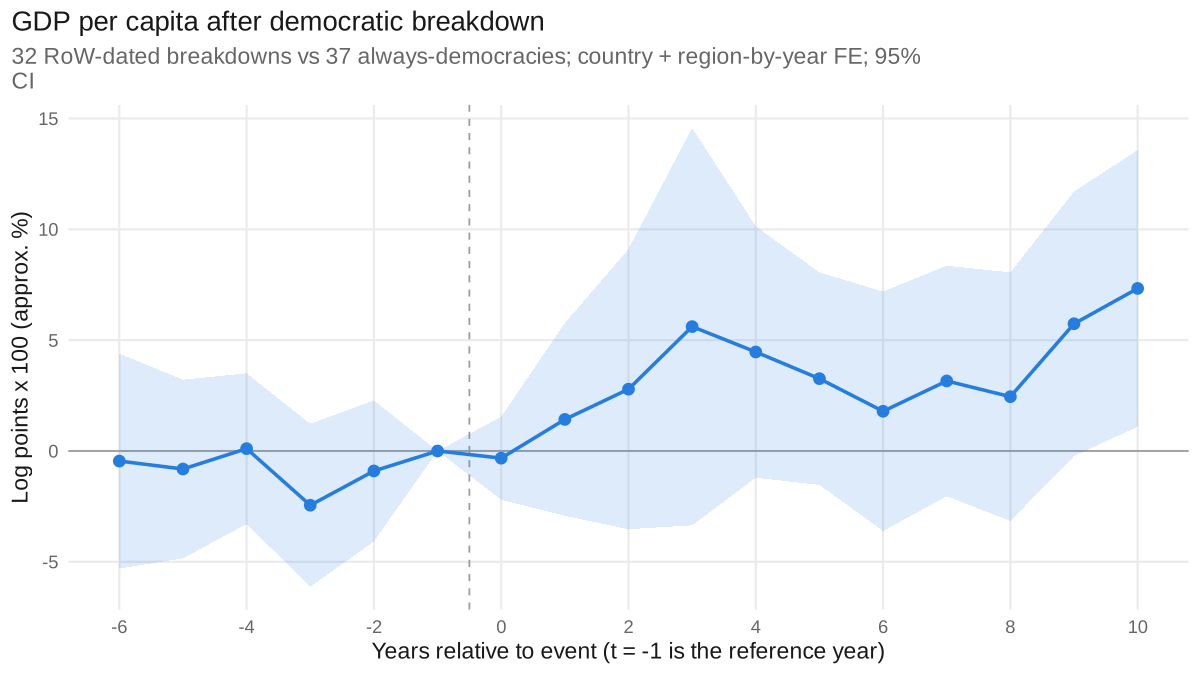 GDP per capita after democratic breakdown
32 RoW-dated breakdowns vs 37 always-democracies; country + region-by-year FE; 95%
CI
Log points x 100 (approx. %)
15
10
5
0
-5
-6 -4 -2 0 2 4 6 8 10
Years relative to event (t = -1 is the reference year)